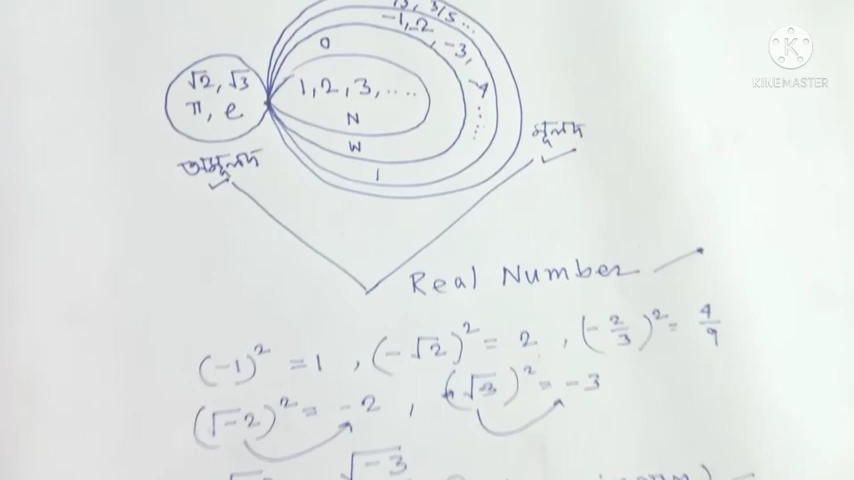 -1, -2, -3, -4 ....
0
√2, √3
π, e
1, 2, 3, ....
N
W
I
অমূলদ
মূলদ
Real Number
(-1)² = 1, (-√2)² = 2, (-2/3)² = 4/9
(√-2)² = -2, (√-3)² = -3
√-3
K
KINEMASTER